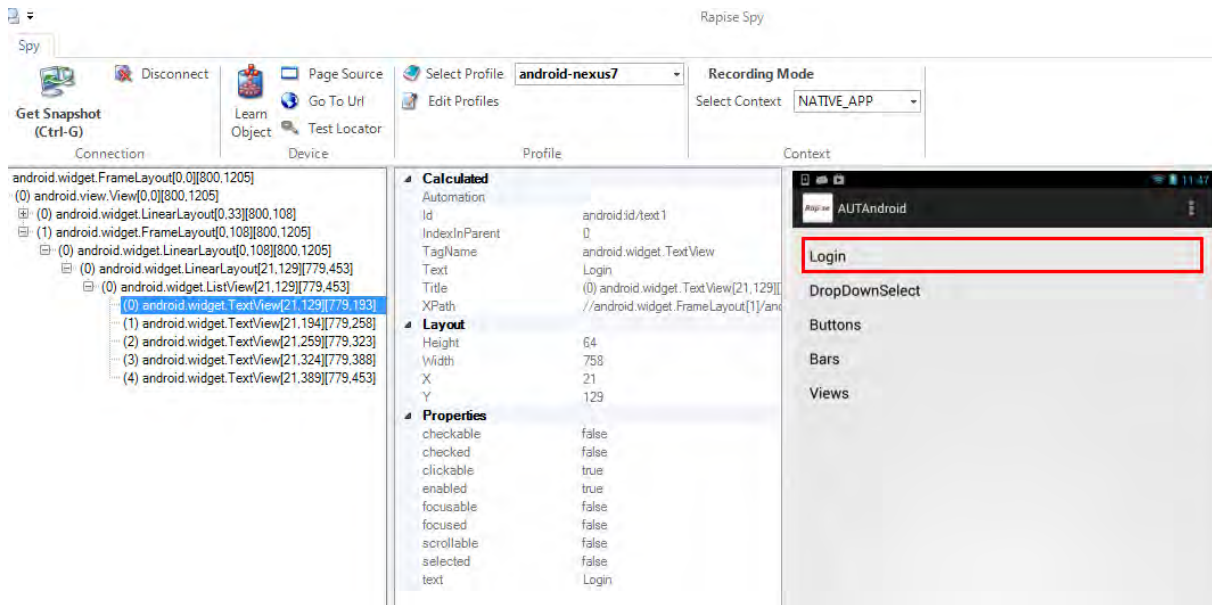 Rapise Spy
Spy
Get Snapshot
(Ctrl-G)
Disconnect
Connection
Learn
Object
Page Source
Go To Url
Test Locator
Device
Select Profile android-nexus7
Edit Profiles
Profile
Recording Mode
Select Context NATIVE_APP
Context
android.widget.FrameLayout[0,0][800,1205]
(0) android.view.View[0,0][800,1205]
(0) android.widget.LinearLayout[0,33][800,108]
(1) android.widget.FrameLayout[0,108][800,1205]
(0) android.widget.LinearLayout[0,108][800,1205]
(0) android.widget.LinearLayout[21,129][779,453]
(0) android.widget.ListView[21,129][779,453]
(0) android.widget.TextView[21,129][779,193]
(1) android.widget.TextView[21,194][779,258]
(2) android.widget.TextView[21,259][779,323]
(3) android.widget.TextView[21,324][779,388]
(4) android.widget.TextView[21,389][779,453]
Calculated
Automation
Id android:id/text1
IndexInParent 0
TagName android.widget.TextView
Text Login
Title (0) android.widget.TextView[21,129][
XPath //android.widget.FrameLayout[1]/and
Layout
Height 64
Width 758
X 21
Y 129
Properties
checkable false
checked false
clickable true
enabled true
focusable false
focused false
scrollable false
selected false
text Login
11:47
Rapise AUTAndroid
Login
DropDownSelect
Buttons
Bars
Views